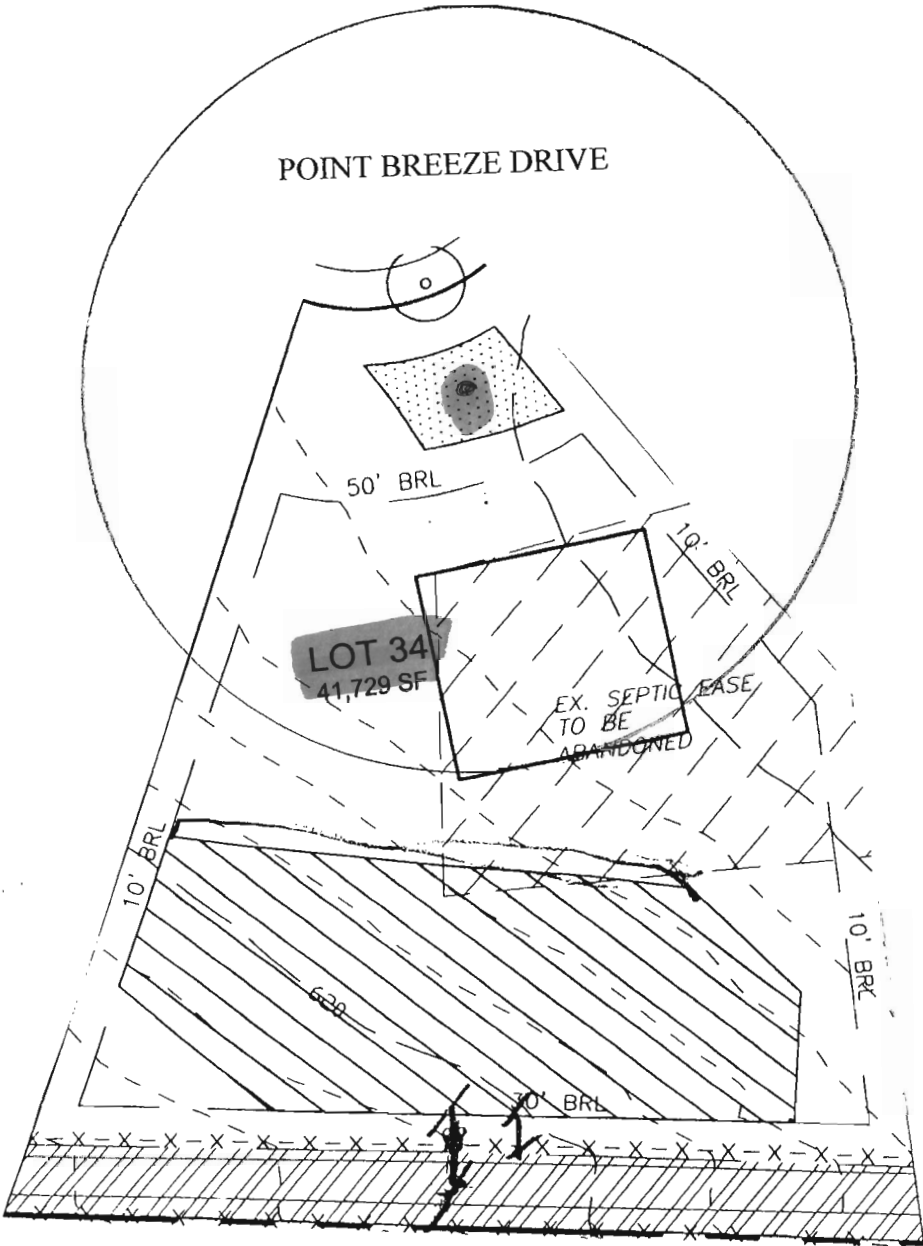 POINT BREEZE DRIVE
50' BRL
10' BRL
LOT 34
41,729 SF
EX. SEPTIC EASE
TO BE
ABANDONED
10' BRL
10' BRL
620
BRL